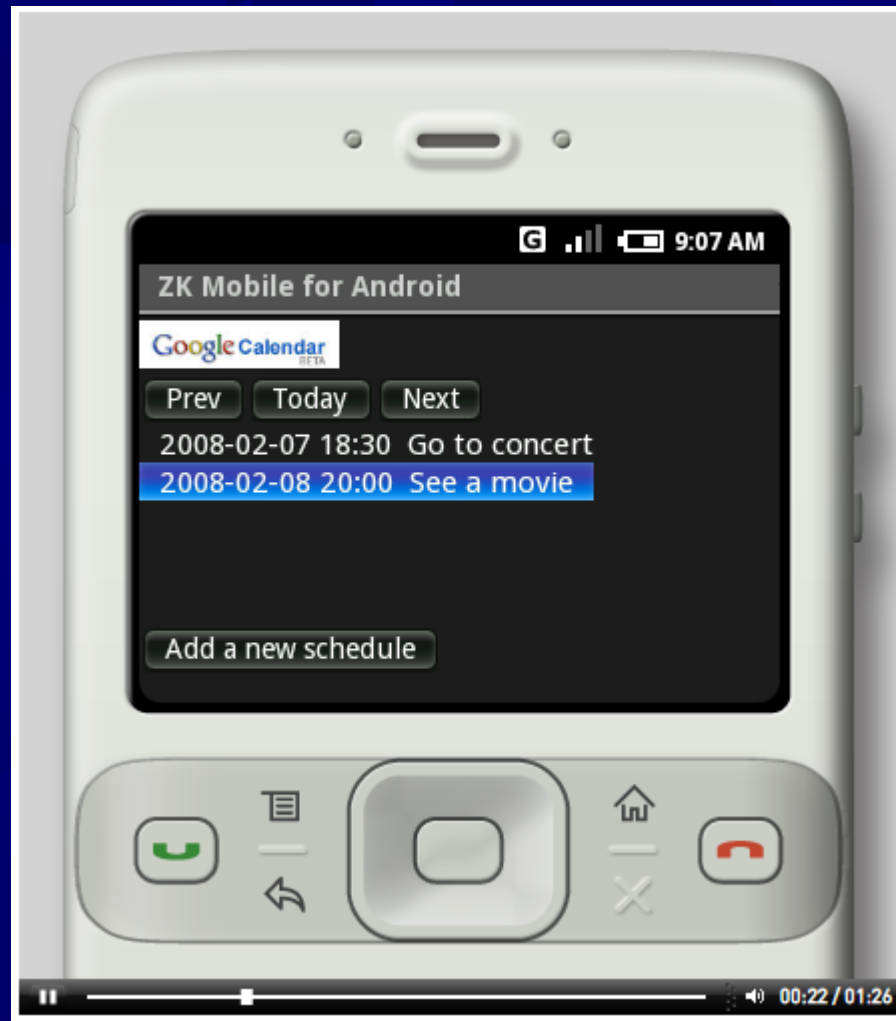 G 9:07 AM
ZK Mobile for Android
Google Calendar
BETA
Prev Today Next
2008-02-07 18:30 Go to concert
2008-02-08 20:00 See a movie
Add a new schedule
00:22 / 01:26